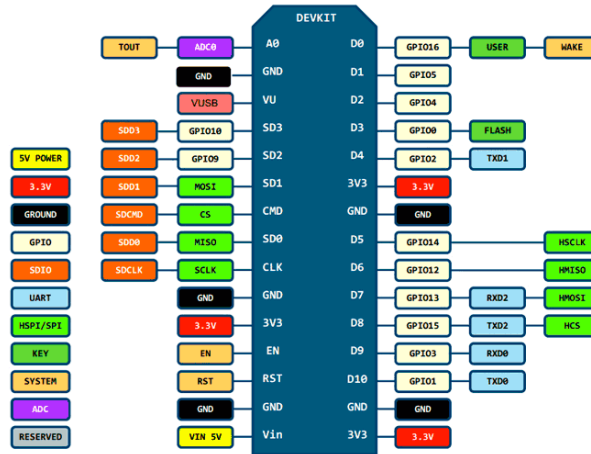 DEVKIT
TOUT ADC0 A0 D0 GPIO16 USER WAKE
GND GND D1 GPIO5
VUSB VU D2 GPIO4
SDD3 GPIO10 SD3 D3 GPIO0 FLASH
5V POWER SDD2 GPIO9 SD2 D4 GPIO2 TXD1
3.3V SDD1 MOSI SD1 3V3 3.3V
GROUND SDCMD CS CMD GND GND
GPIO SDD0 MISO SD0 D5 GPIO14 HSCLK
SDIO SDCLK SCLK CLK D6 GPIO12 HMISO
UART GND GND D7 GPIO13 RXD2 HMOSI
HSPI/SPI 3.3V 3V3 D8 GPIO15 TXD2 HCS
KEY EN EN D9 GPIO3 RXD0
SYSTEM RST RST D10 GPIO1 TXD0
ADC GND GND GND GND
RESERVED VIN 5V Vin 3V3 3.3V